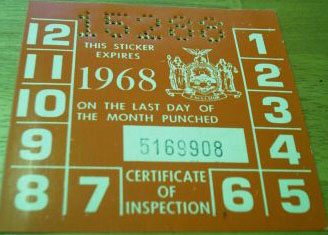 15288
12
THIS STICKER
EXPIRES
1
11
1968
2
10
ON THE LAST DAY OF
THE MONTH PUNCHED
3
9
5169908
4
8
7
CERTIFICATE
OF
INSPECTION
6
5